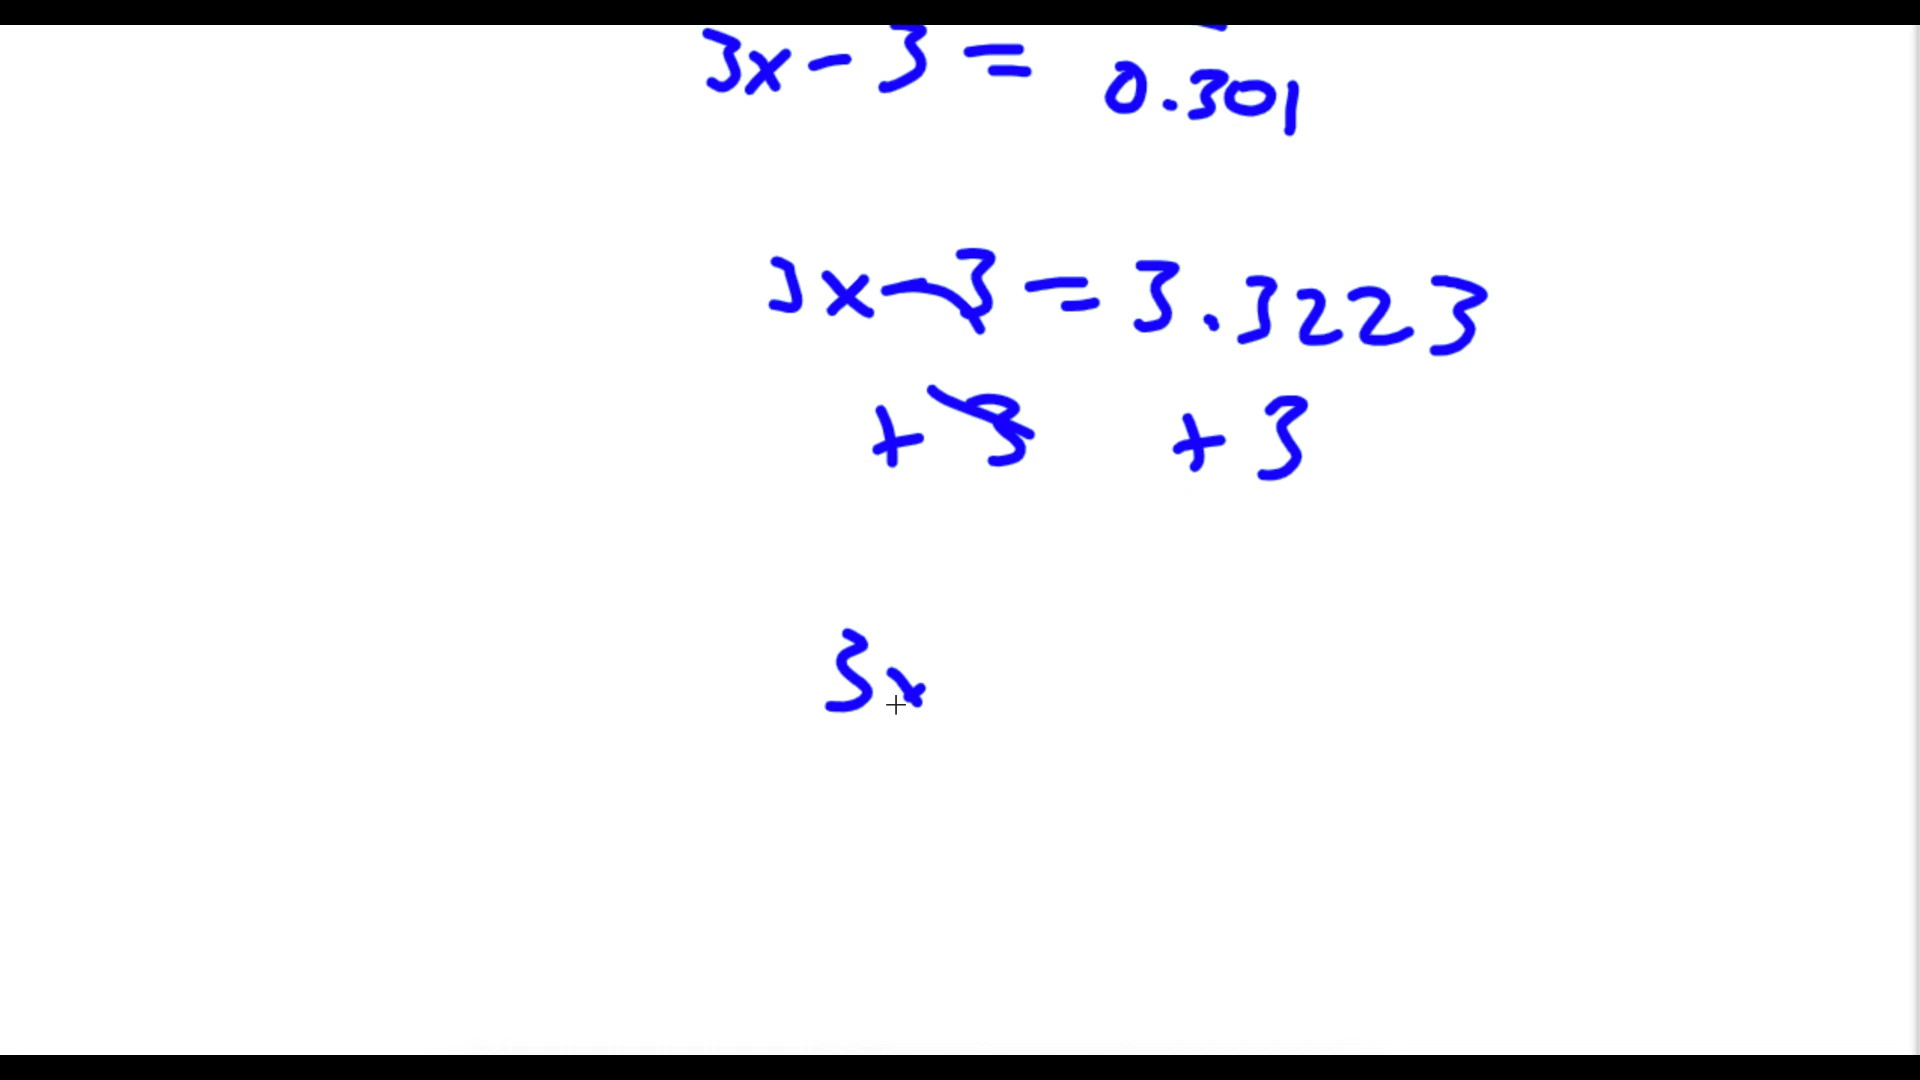 3x - 3 =
0.301
3x - 3 = 3.3223
+ 3 + 3
3x